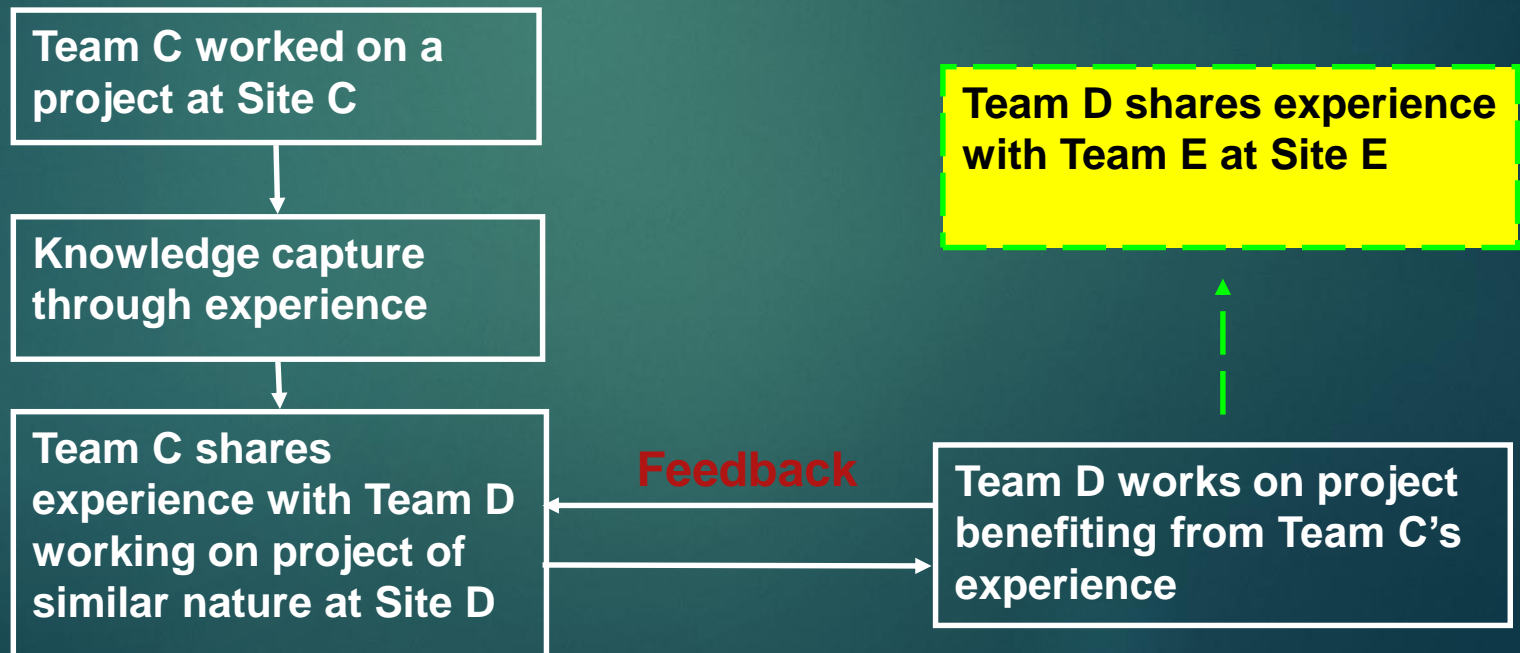 Team C worked on a
project at Site C
Knowledge capture
through experience
Team C shares
experience with Team D
working on project of
similar nature at Site D
Feedback
Team D works on project
benefiting from Team C’s
experience
Team D shares experience
with Team E at Site E